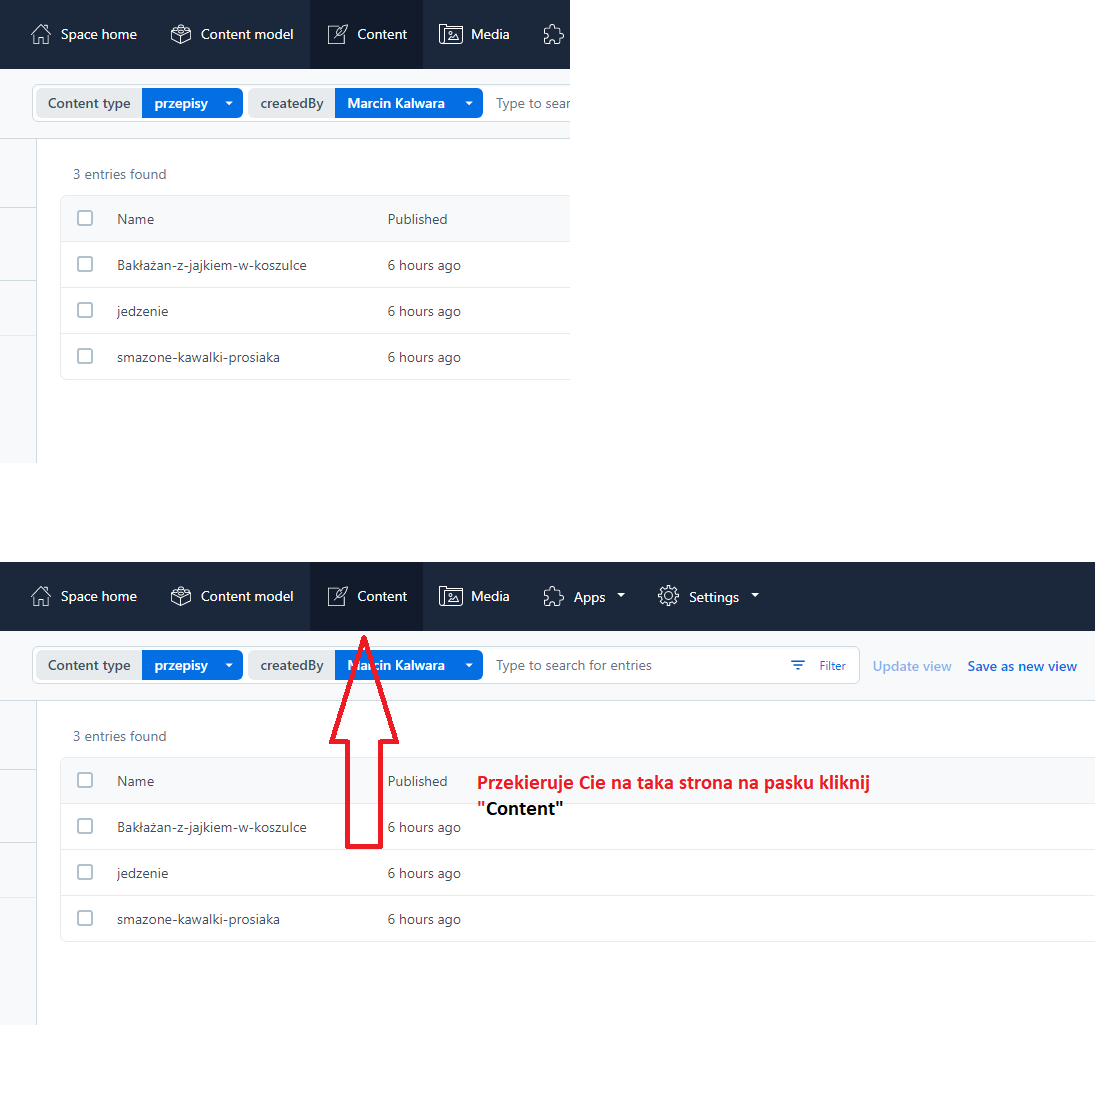 Space home Content model Content Media
Content type przepisy createdBy Marcin Kalwara Type to sear
3 entries found
Name Published
Bakłażan-z-jajkiem-w-koszulce 6 hours ago
jedzenie 6 hours ago
smazone-kawalki-prosiaka 6 hours ago
Space home Content model Content Media Apps Settings
Content type przepisy createdBy Marcin Kalwara Type to search for entries Filter Update view Save as new view
3 entries found
Name Published Przekieruje Cie na taka strona na pasku kliknij
"Content"
Bakłażan-z-jajkiem-w-koszulce 6 hours ago
jedzenie 6 hours ago
smazone-kawalki-prosiaka 6 hours ago